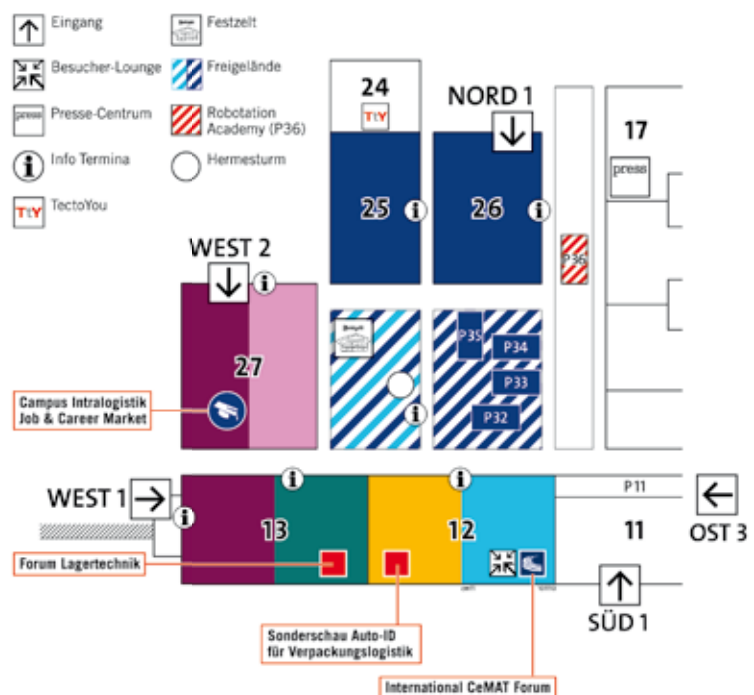 Eingang
Festzelt
Besucher-Lounge
Freigelände
press
Presse-Centrum
Robotation
Academy (P36)
Info Termina
Hermesturm
TtY
TectoYou
24
TtY
NORD 1
17
press
25
26
WEST 2
P36
27
P35
P34
P33
P32
Campus Intralogistik
Job & Career Market
WEST 1
13
12
P11
11
OST 3
Forum Lagertechnik
SÜD 1
Sonderschau Auto-ID
für Verpackungslogistik
International CeMAT Forum